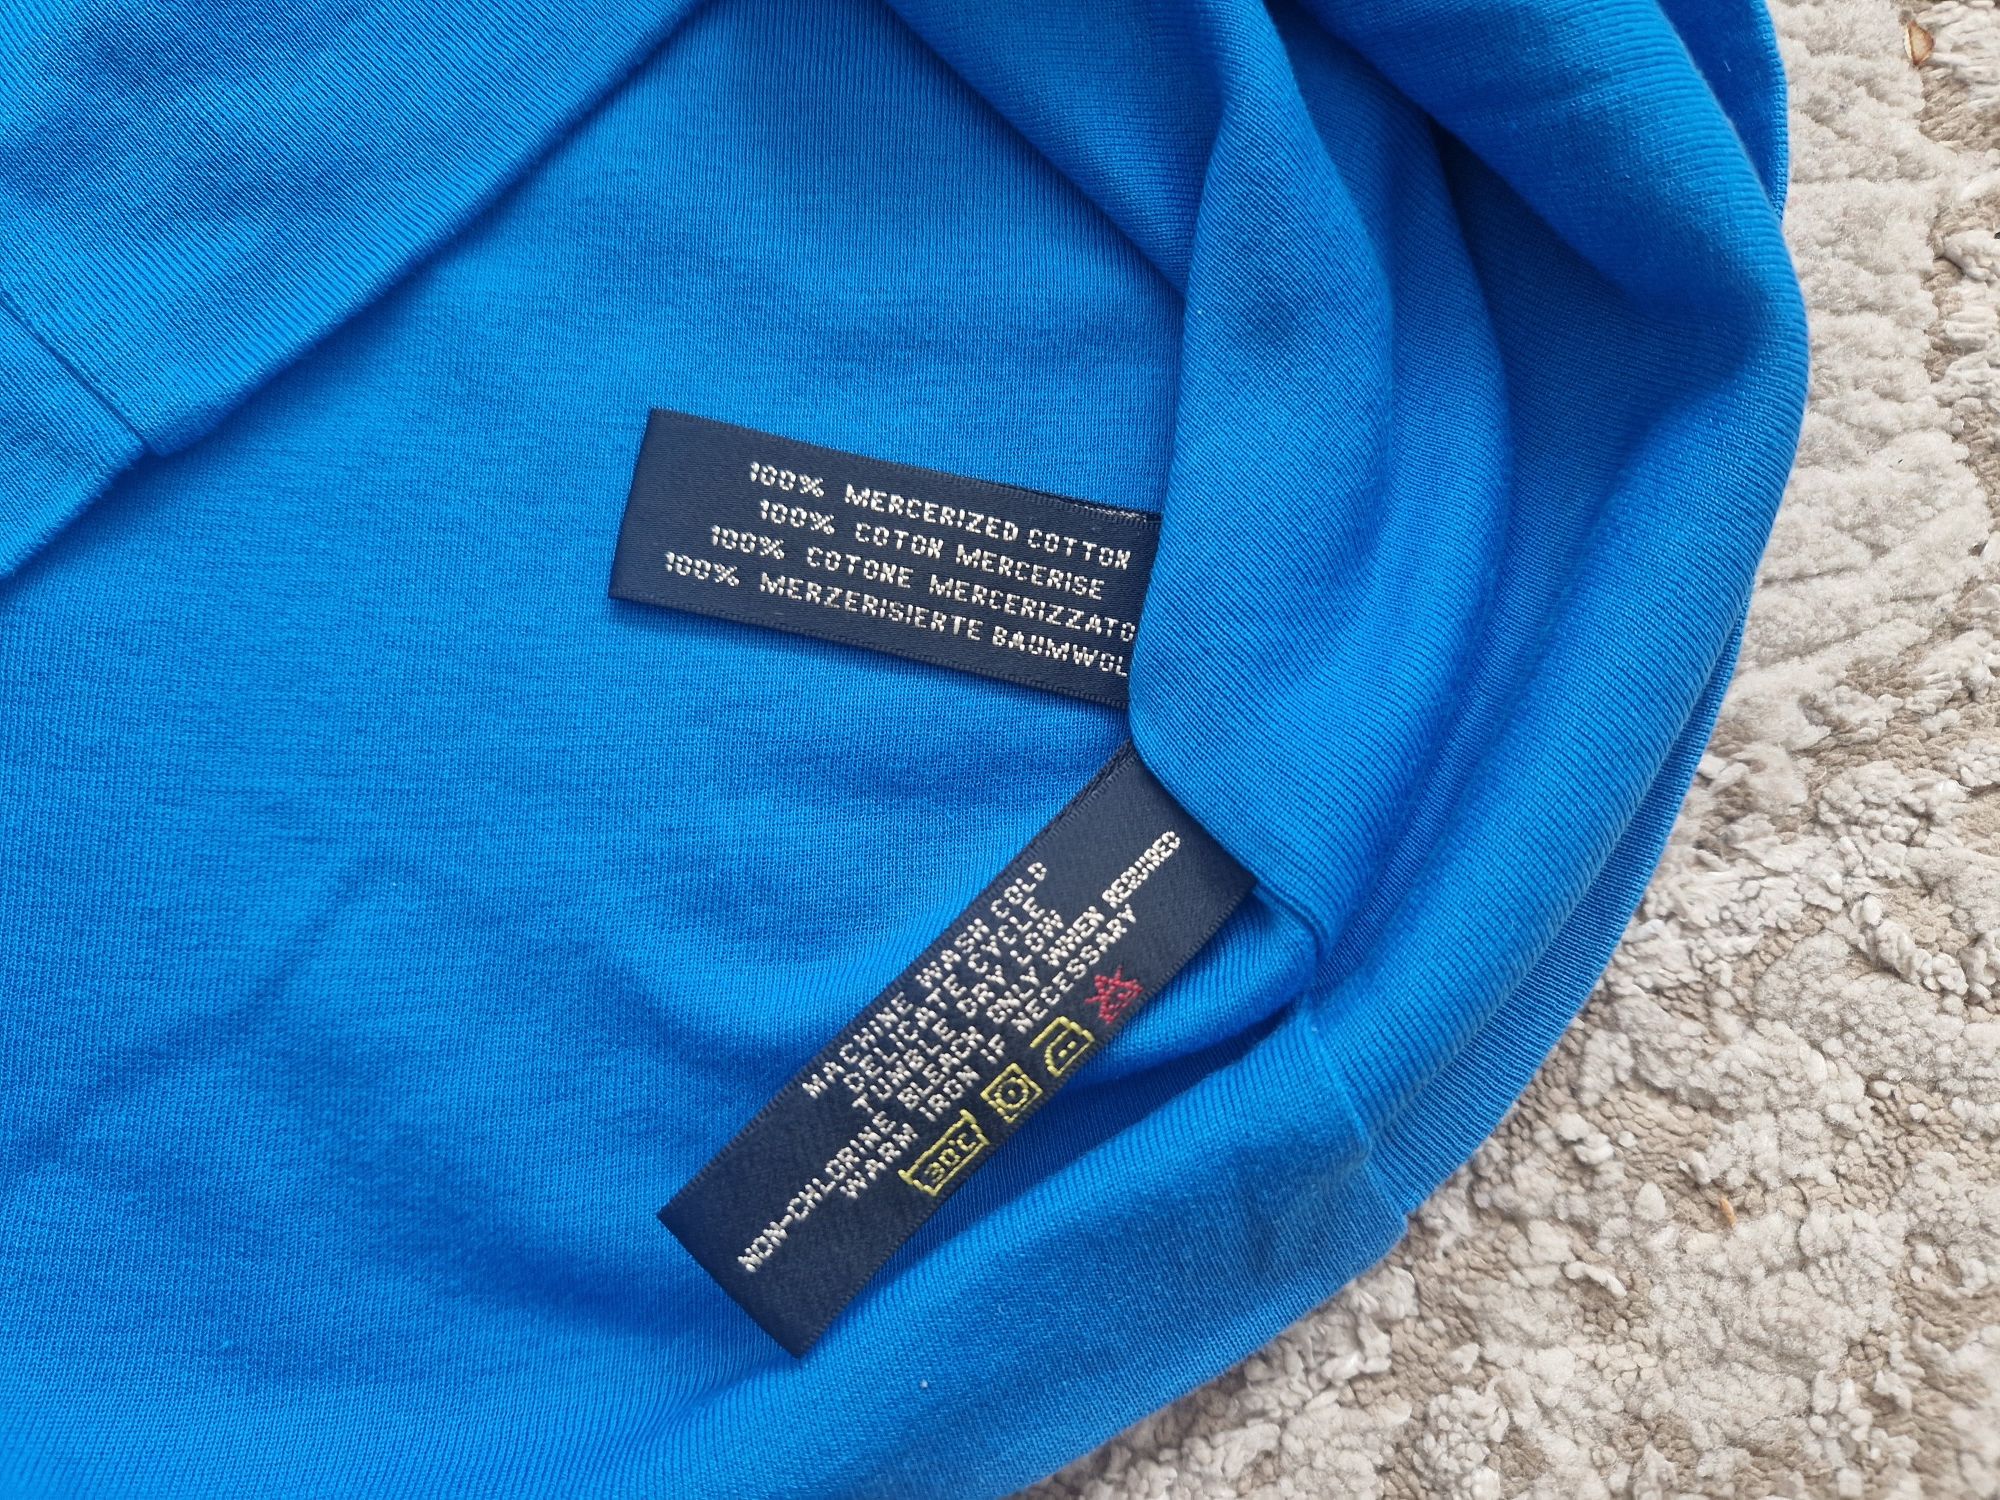 100% MERCERIZED COTTON
100% COTON MERCERISE
100% COTONE MERCERIZZATO
100% MERZERISIERTE BAUMWOL
MACHINE WASH COLD
DELICATE CYCLE
TUMBLE DRY LOW
NON-CHLORINE BLEACH ONLY WHEN REQUIRED
WARM IRON IF NECESSARY
30°C